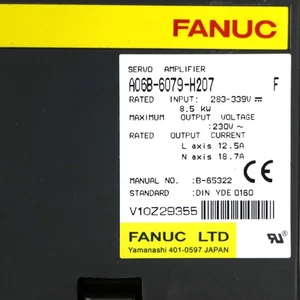 FANUC
SERVO AMPLIFIER
A06B-6079-H207 F
RATED INPUT: 283-339V ⎓
8.5 kW
MAXIMUM OUTPUT VOLTAGE
:230V ~
RATED OUTPUT CURRENT
L axis 12.5A
N axis 18.7A
MANUAL NO. :B-65322
STANDARD :DIN VDE 0160
V10Z29355
CE
FANUC LTD
Yamanashi 401-0597 JAPAN